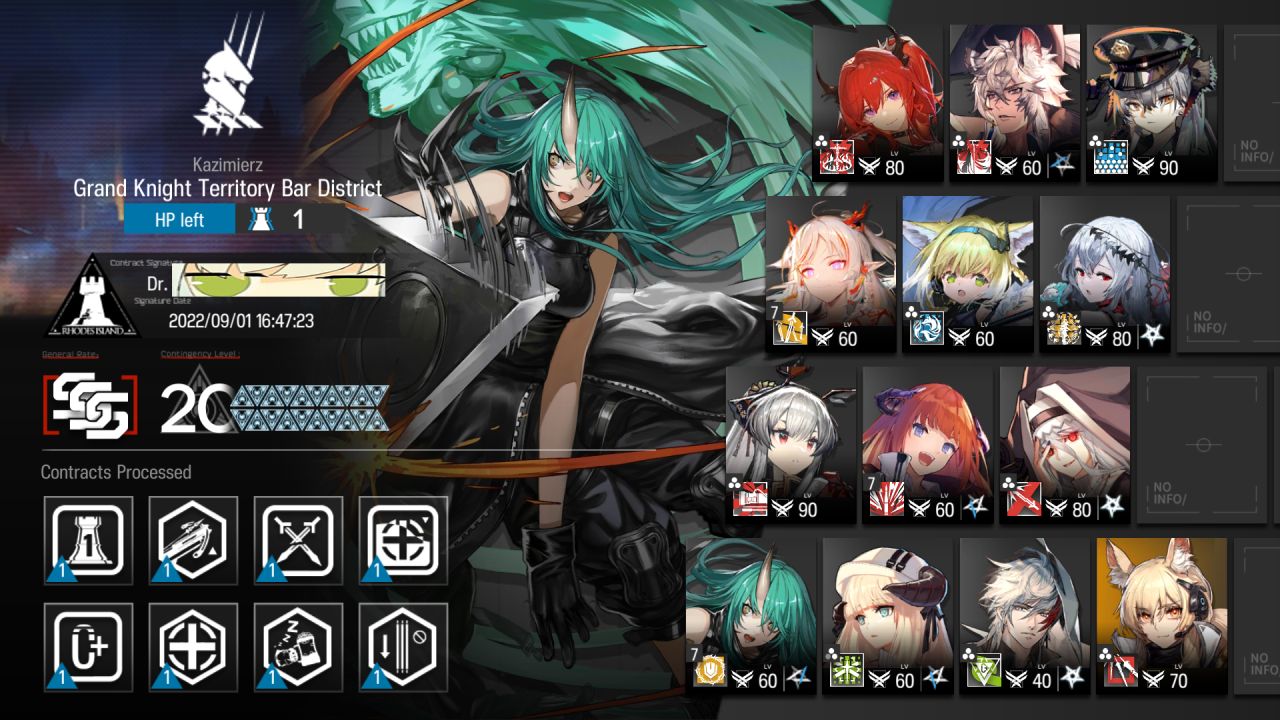 Kazimierz
Grand Knight Territory Bar District
HP left 1
Contract Signature
Dr.
Signature Date
RHODES ISLAND
2022/09/01 16:47:23
General Rate:
Contingency Level:
SSS
20
Contracts Processed
1
1
1 1 1
1 1 1 1
LV 80
LV 60
LV 90
NO INFO/
7 LV 60
LV 60
LV 80
NO INFO/
LV 90
7 LV 60
LV 80
NO INFO/
7 LV 60
LV 60
LV 40
LV 70
NO INFO
Z Z Z